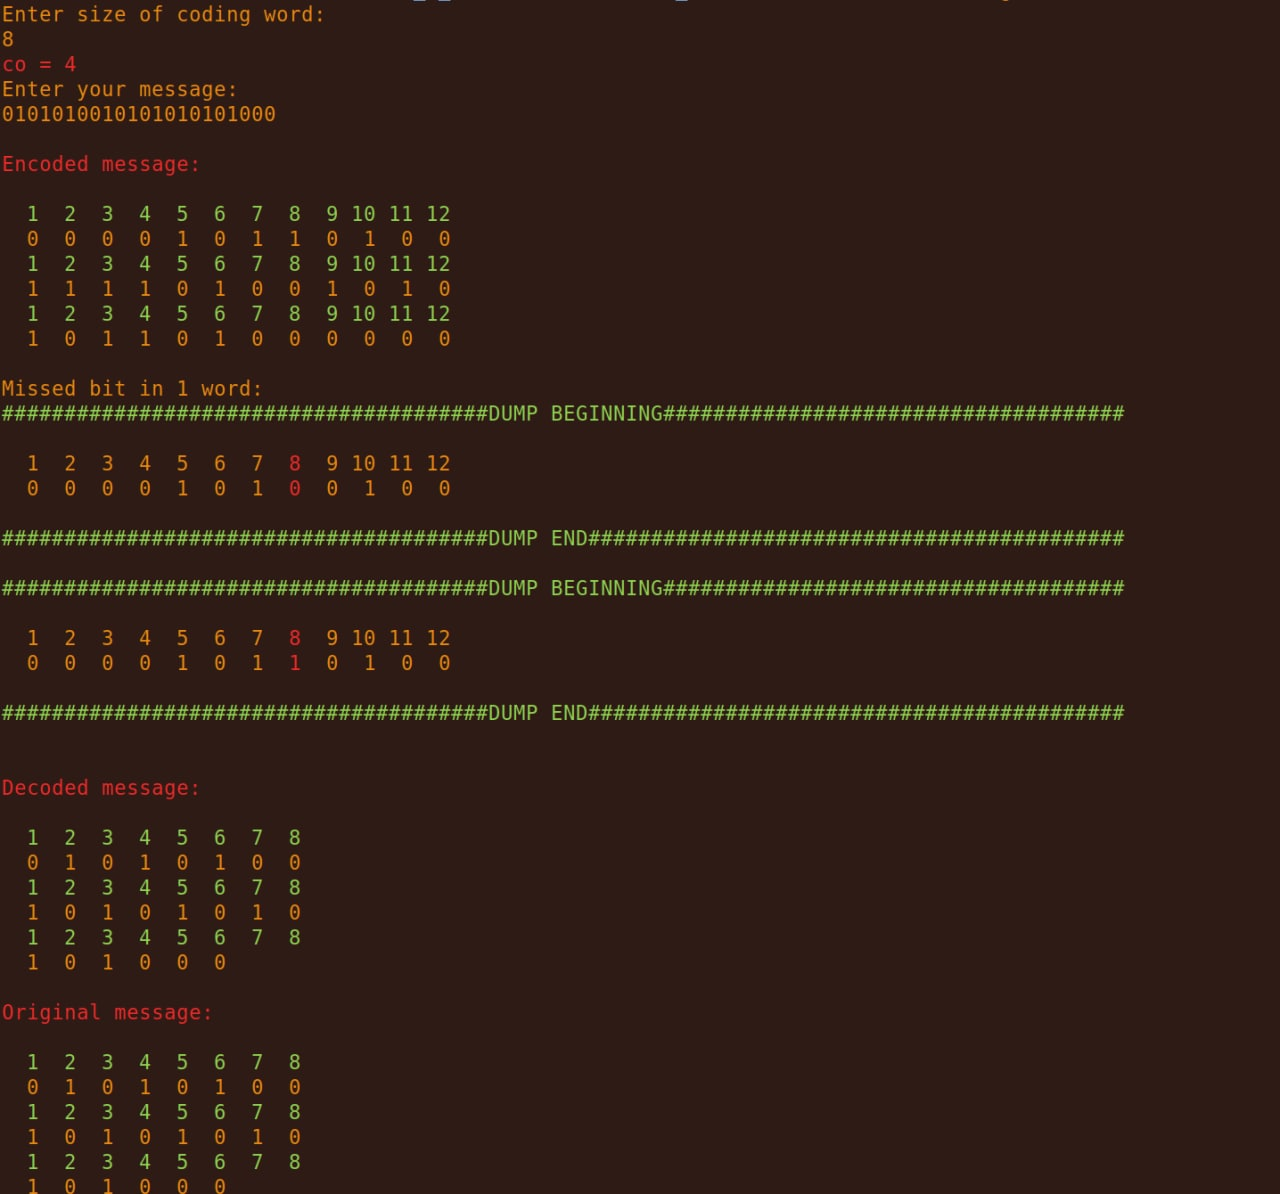 Enter size of coding word:
8
co = 4
Enter your message:
0101010010101010101000
Encoded message:
1 2 3 4 5 6 7 8 9 10 11 12
0 0 0 0 1 0 1 1 0 1 0 0
1 2 3 4 5 6 7 8 9 10 11 12
1 1 1 1 0 1 0 0 1 0 1 0
1 2 3 4 5 6 7 8 9 10 11 12
1 0 1 1 0 1 0 0 0 0 0 0
Missed bit in 1 word:
#######################################DUMP BEGINNING#####################################
1 2 3 4 5 6 7 8 9 10 11 12
0 0 0 0 1 0 1 0 0 1 0 0
#######################################DUMP END###########################################
#######################################DUMP BEGINNING#####################################
1 2 3 4 5 6 7 8 9 10 11 12
0 0 0 0 1 0 1 1 0 1 0 0
#######################################DUMP END###########################################
Decoded message:
1 2 3 4 5 6 7 8
0 1 0 1 0 1 0 0
1 2 3 4 5 6 7 8
1 0 1 0 1 0 1 0
1 2 3 4 5 6 7 8
1 0 1 0 0 0
Original message:
1 2 3 4 5 6 7 8
0 1 0 1 0 1 0 0
1 2 3 4 5 6 7 8
1 0 1 0 1 0 1 0
1 2 3 4 5 6 7 8
1 0 1 0 0 0